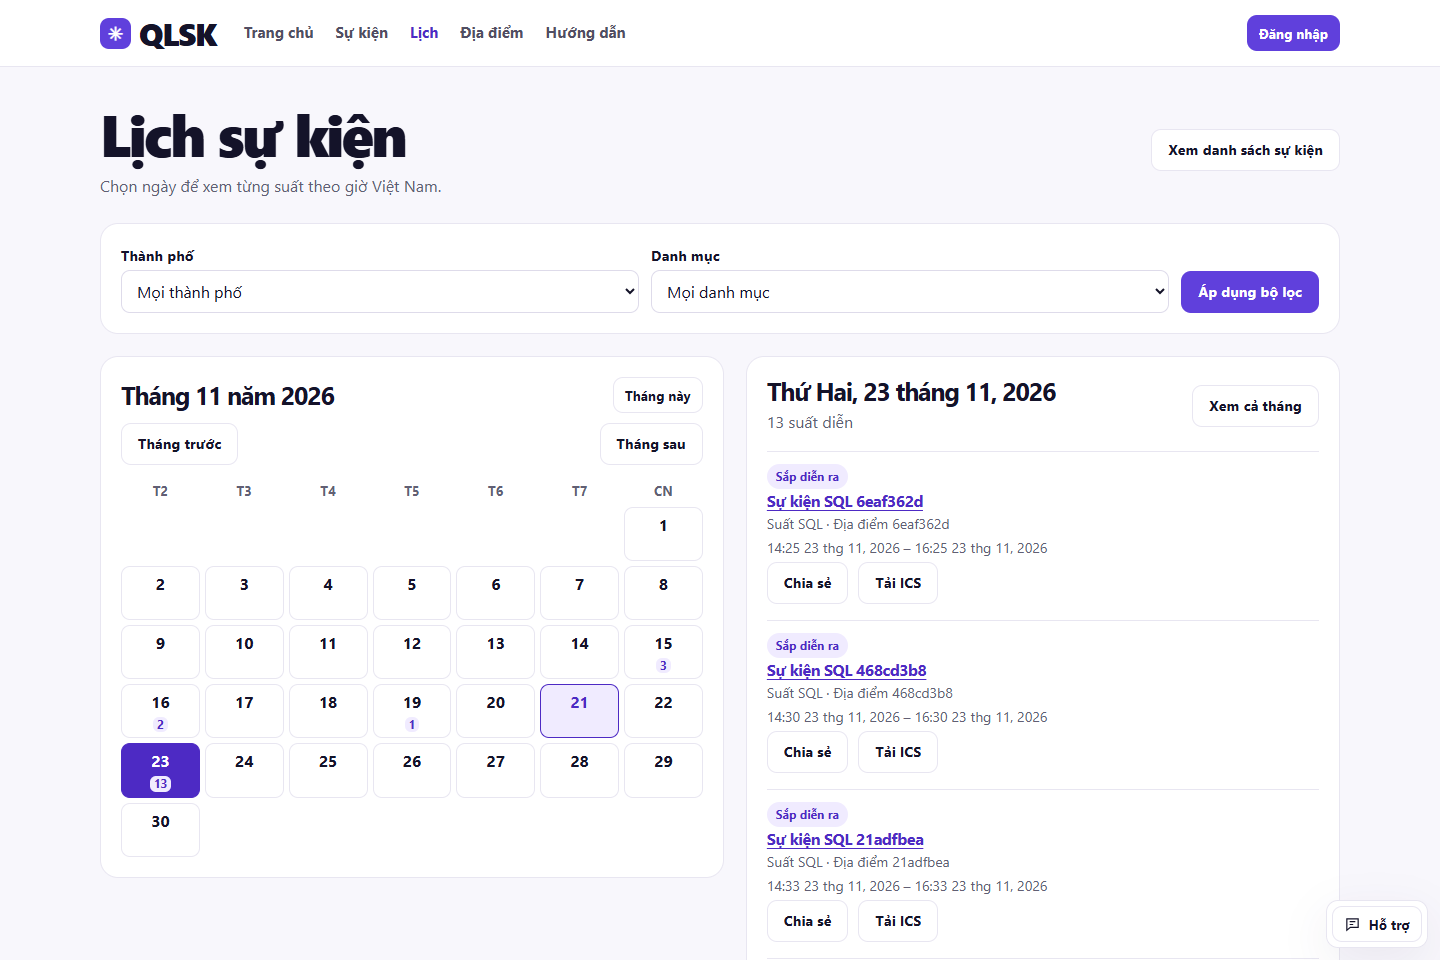 QLSK
Trang chủ
Sự kiện
Lịch
Địa điểm
Hướng dẫn
Đăng nhập
Lịch sự kiện
Chọn ngày để xem từng suất theo giờ Việt Nam.
Xem danh sách sự kiện
Thành phố
Mọi thành phố
Danh mục
Mọi danh mục
Áp dụng bộ lọc
Tháng 11 năm 2026
Tháng này
Tháng trước
Tháng sau
T2 T3 T4 T5 T6 T7 CN
1
2 3 4 5 6 7 8
9 10 11 12 13 14 15
3
16 17 18 19 20 21 22
2 1
23 24 25 26 27 28 29
13
30
Thứ Hai, 23 tháng 11, 2026
13 suất diễn
Xem cả tháng
Sắp diễn ra
Sự kiện SQL 6eaf362d
Suất SQL · Địa điểm 6eaf362d
14:25 23 thg 11, 2026 – 16:25 23 thg 11, 2026
Chia sẻ
Tải ICS
Sắp diễn ra
Sự kiện SQL 468cd3b8
Suất SQL · Địa điểm 468cd3b8
14:30 23 thg 11, 2026 – 16:30 23 thg 11, 2026
Chia sẻ
Tải ICS
Sắp diễn ra
Sự kiện SQL 21adfbea
Suất SQL · Địa điểm 21adfbea
14:33 23 thg 11, 2026 – 16:33 23 thg 11, 2026
Chia sẻ
Tải ICS
Hỗ trợ